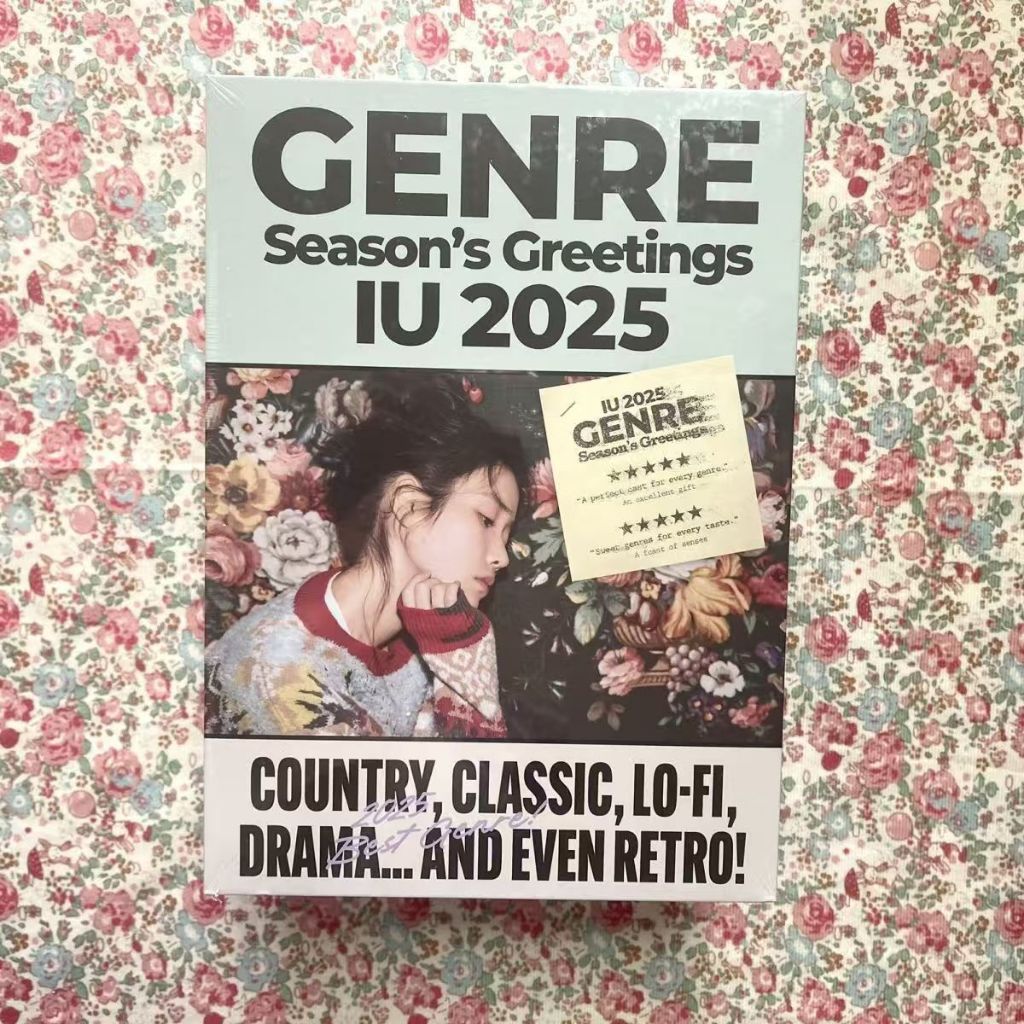 GENRE
Season's Greetings
IU 2025
IU 2025
GENRE
Season's Greetings
★★★★★
"A perfect cast for every genre."
An excellent gift
★★★★★
"Sweet genres for every taste."
A feast of senses
COUNTRY, CLASSIC, LO-FI,
2025
Best Genre!
DRAMA... AND EVEN RETRO!